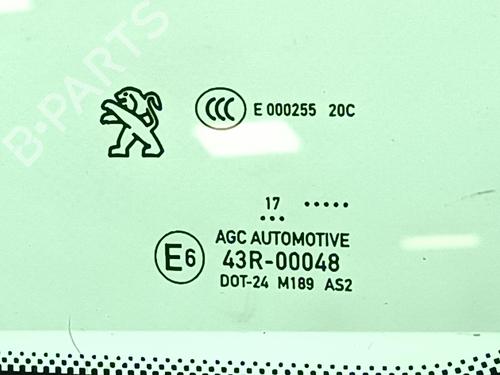 B-PARTS
CCC E 000255 20C
17 .....
...
AGC AUTOMOTIVE
E6 43R-00048
DOT-24 M189 AS2